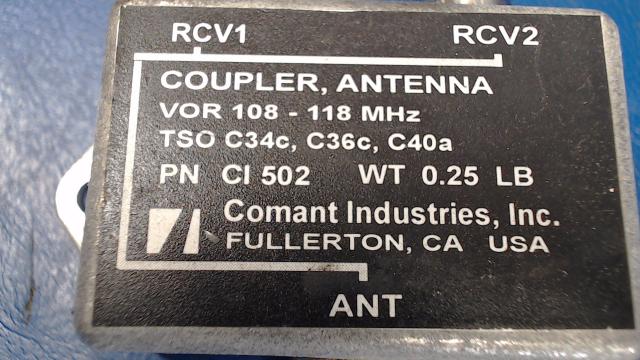 RCV1 RCV2
COUPLER, ANTENNA
VOR 108 - 118 MHz
TSO C34c, C36c, C40a
PN CI 502 WT 0.25 LB
Comant Industries, Inc.
FULLERTON, CA USA
ANT